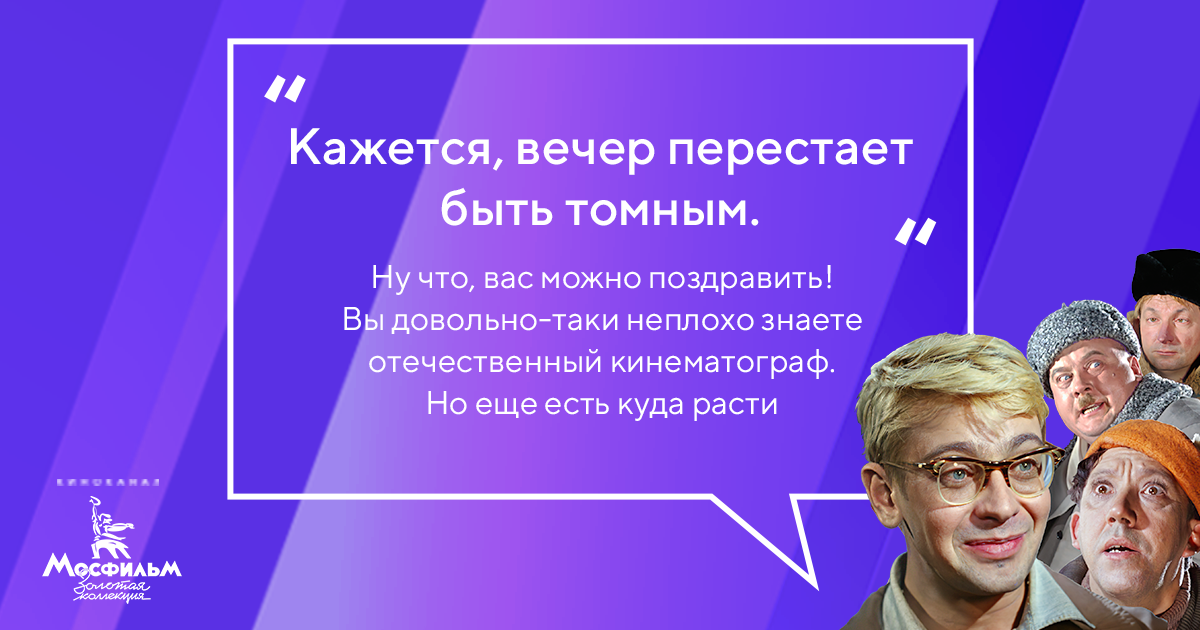 “
Кажется, вечер перестает
быть томным.
”
Ну что, вас можно поздравить!
Вы довольно-таки неплохо знаете
отечественный кинематограф.
Но еще есть куда расти
КИНОКАНАЛ
МОСФИЛЬМ
Золотая
коллекция